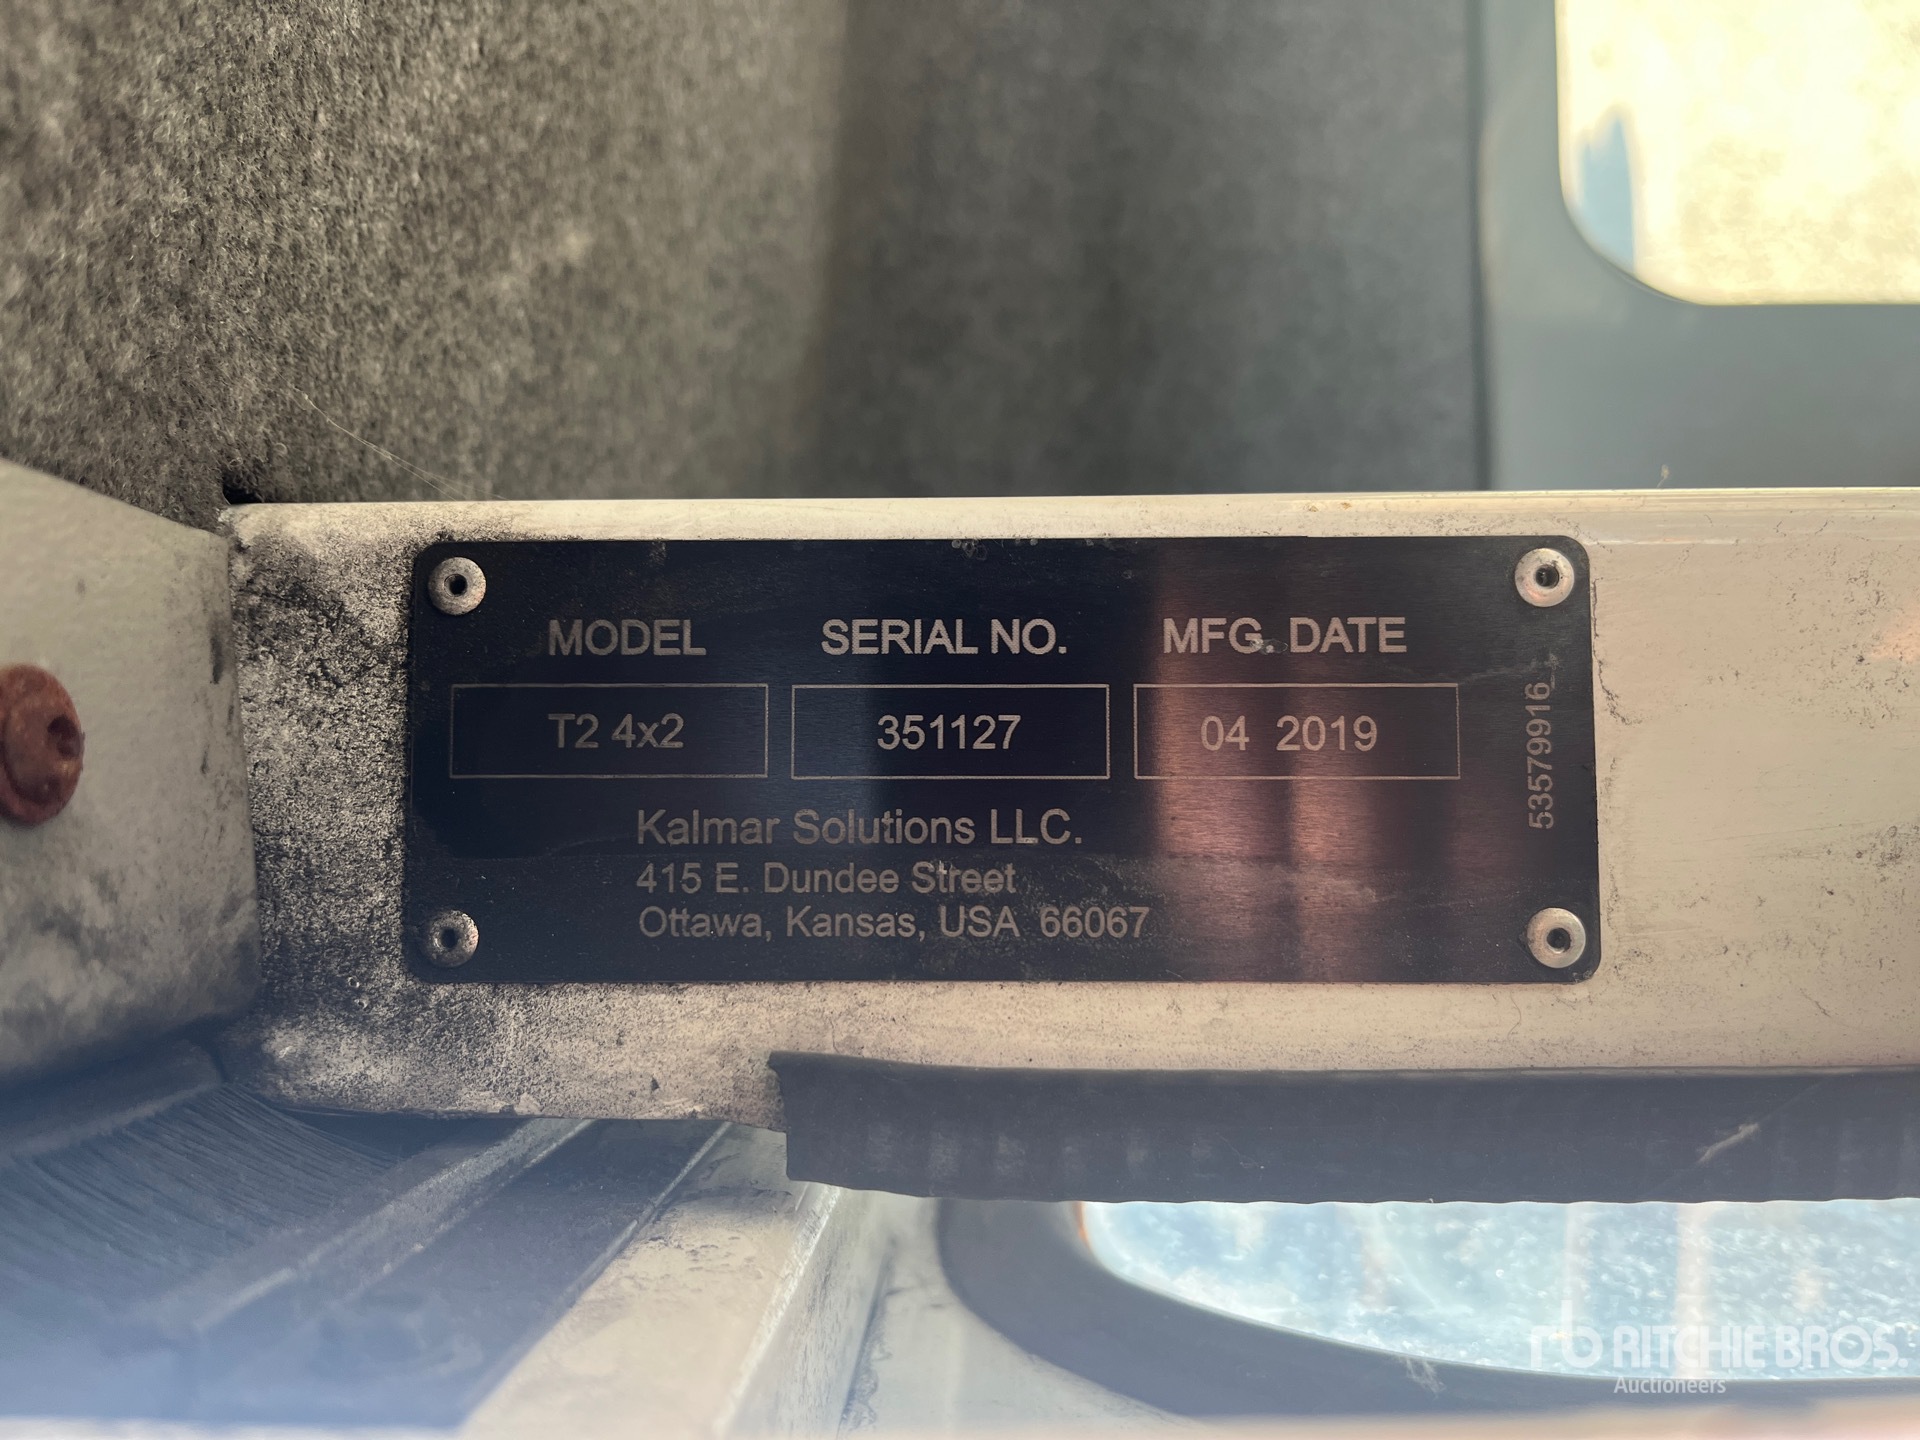 MODEL SERIAL NO. MFG. DATE
T2 4x2 351127 04 2019
Kalmar Solutions LLC.
415 E. Dundee Street
Ottawa, Kansas, USA 66067
53579916
rb RITCHIE BROS.
Auctioneers